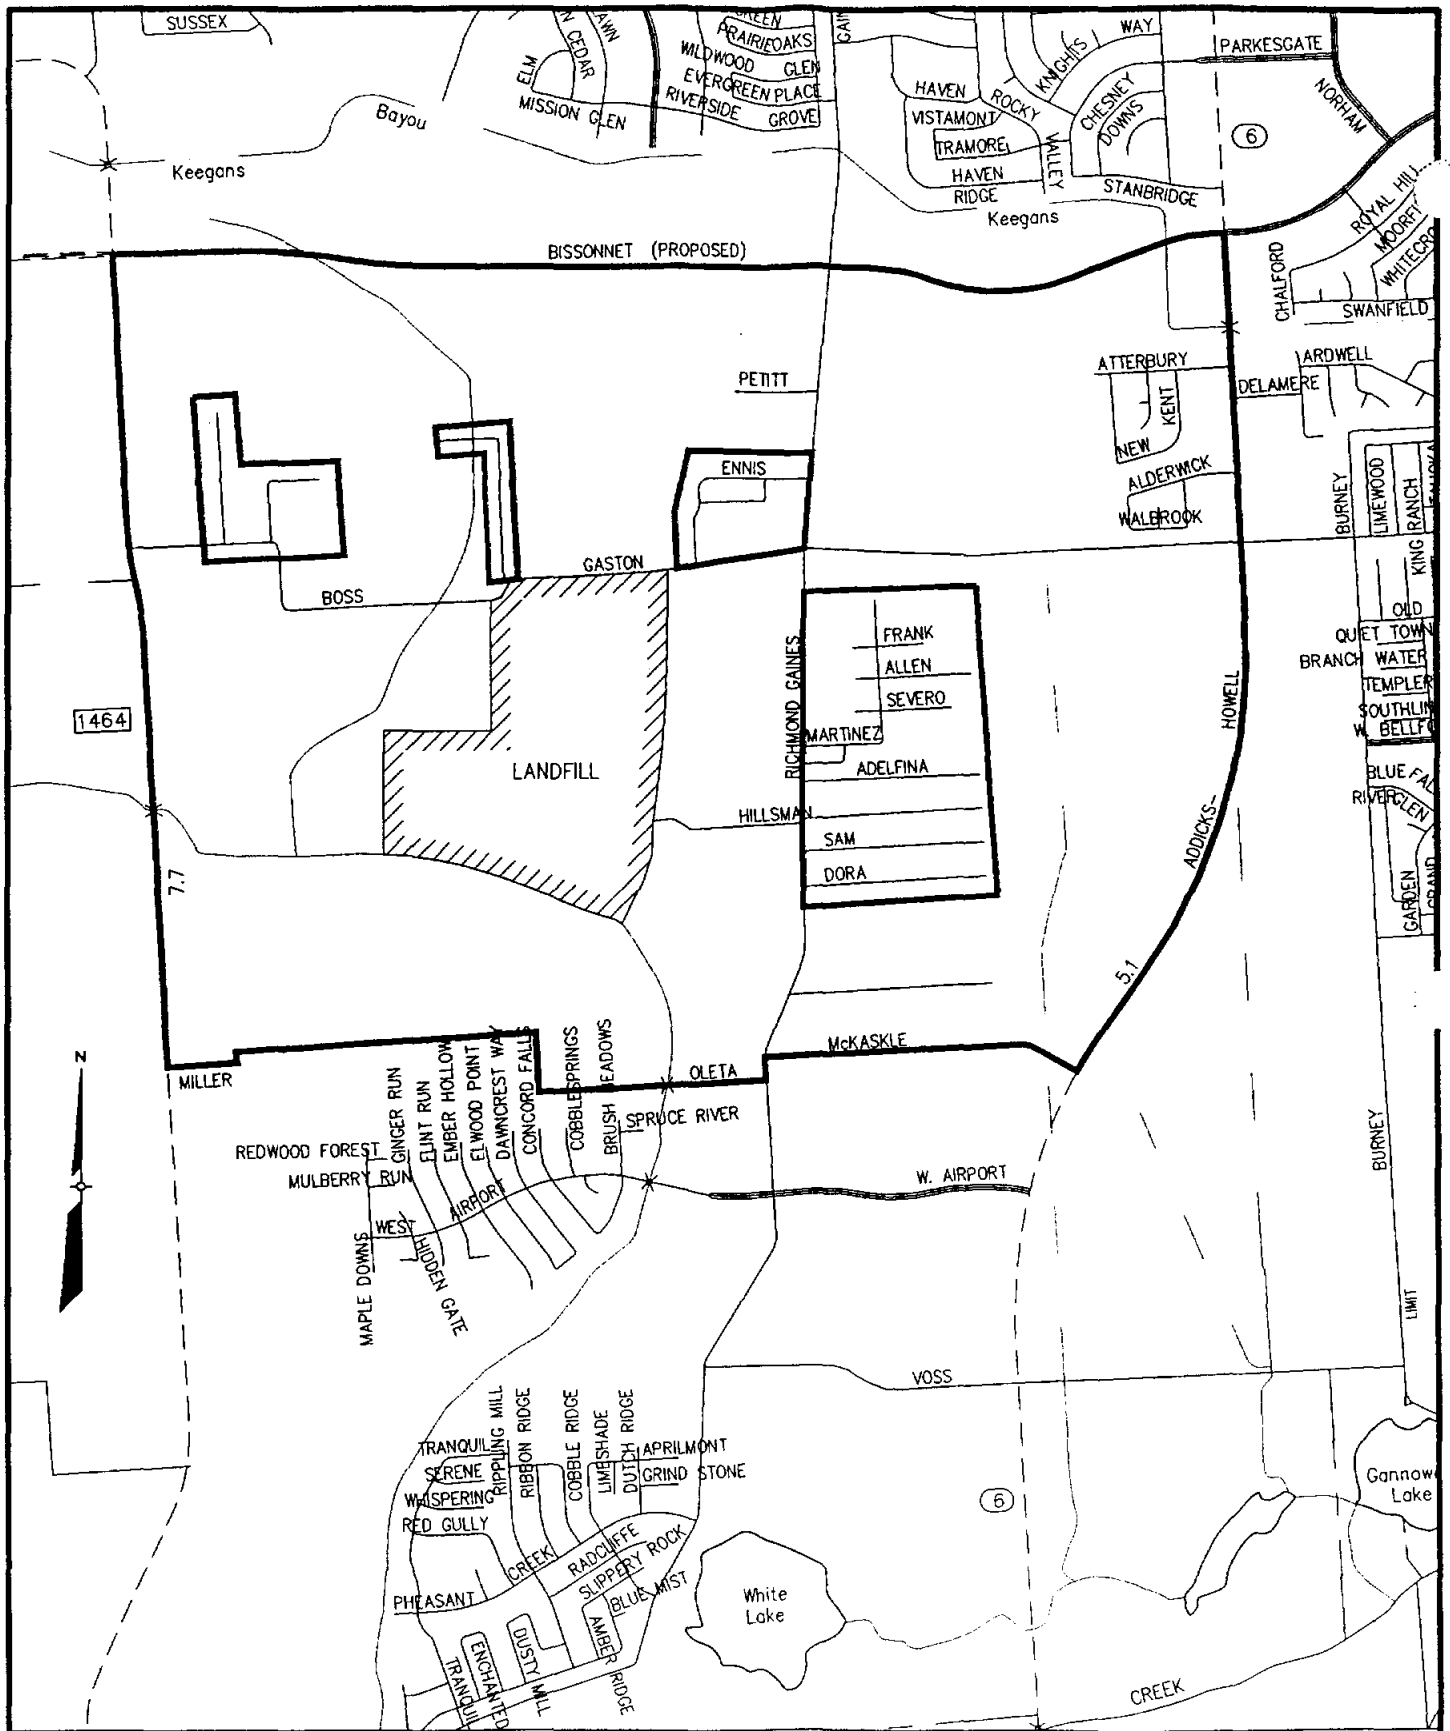 SUSSEX
Bayou
Keegans
ELM
CEDAR
MISSION GLEN
PRAIRIEOAKS
WILDWOOD GLEN
EVERGREEN PLACE
RIVERSIDE GROVE
HAVEN
VISTAMONT
TRAMORE
HAVEN RIDGE
ROCKY
VALLEY
KNIGHTS
WAY
CHESNEY
DOWNS
STANBRIDGE
Keegans
PARKESGATE
NORHAM
6
ROYAL HILL
CHALFORD
SWANFIELD
BISSONNET (PROPOSED)
PETITT
ATTERBURY
KENT
NEW
ALDERWICK
WALBROOK
ARDWELL
DELAMERE
BURNEY
LIMEWOOD
KING RANCH
OLD
QUIET TOWN
BRANCH WATER
TEMPLER
W.
RIVER
GLEN
GARDEN
ENNIS
GASTON
BOSS
1464
LANDFILL
RICHMOND GAINES
FRANK
ALLEN
SEVERO
MARTINEZ
ADELFINA
HILLSMAN
SAM
DORA
HOWELL
ADDICKS-
7.7
5.1
McKASKLE
OLETA
MILLER
N
GINGER RUN
FLINT RUN
EMBER HOLLOW
ELWOOD POINT
DAWNCREST WAY
CONCORD FALLS
COBBLE SPRINGS
BRUSH MEADOWS
SPRUCE RIVER
REDWOOD FOREST
MULBERRY RUN
WEST AIRPORT
W. AIRPORT
MAPLE DOWNS
HIDDEN GATE
BURNEY
LIMIT
VOSS
TRANQUIL
SERENE
WHISPERING
RED GULLY
RIPPLING MILL
RIBBON RIDGE
COBBLE RIDGE
LIMESHADE
DUTCH RIDGE
APRILMONT
GRIND STONE
6
PHEASANT CREEK
RADCLIFFE
SLIPPERY ROCK
BLUE MIST
AMBER RIDGE
DUSTY MILL
ENCHANTED
TRANQUIL
White
Lake
Lake
CREEK